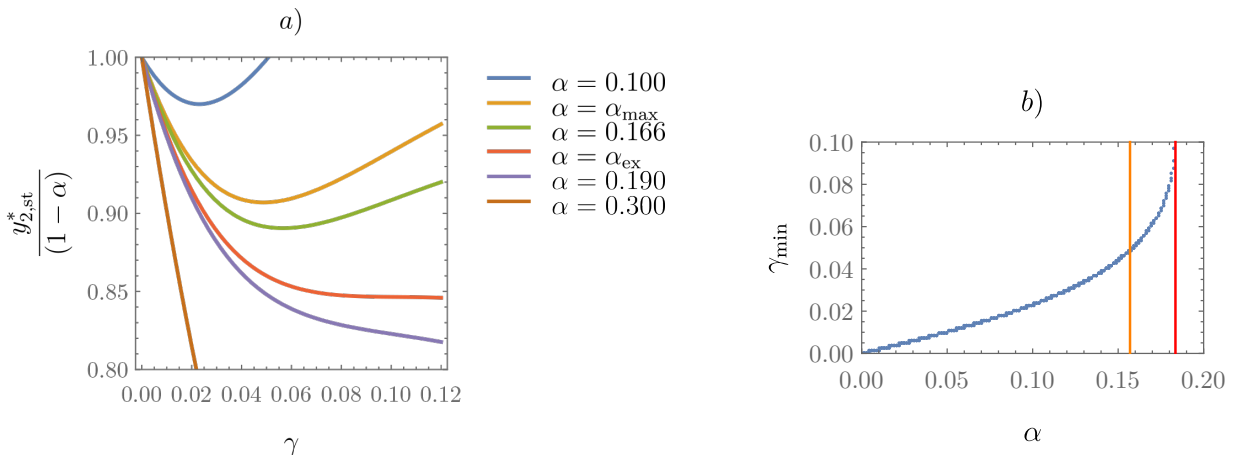 a)
1.00
0.95
0.90
0.85
0.80
y*2,st
(1 − α)
0.00 0.02 0.04 0.06 0.08 0.10 0.12
γ
α = 0.100
α = αmax
α = 0.166
α = αex
α = 0.190
α = 0.300
b)
0.10
0.08
0.06
0.04
0.02
0.00
γmin
0.00 0.05 0.10 0.15 0.20
α